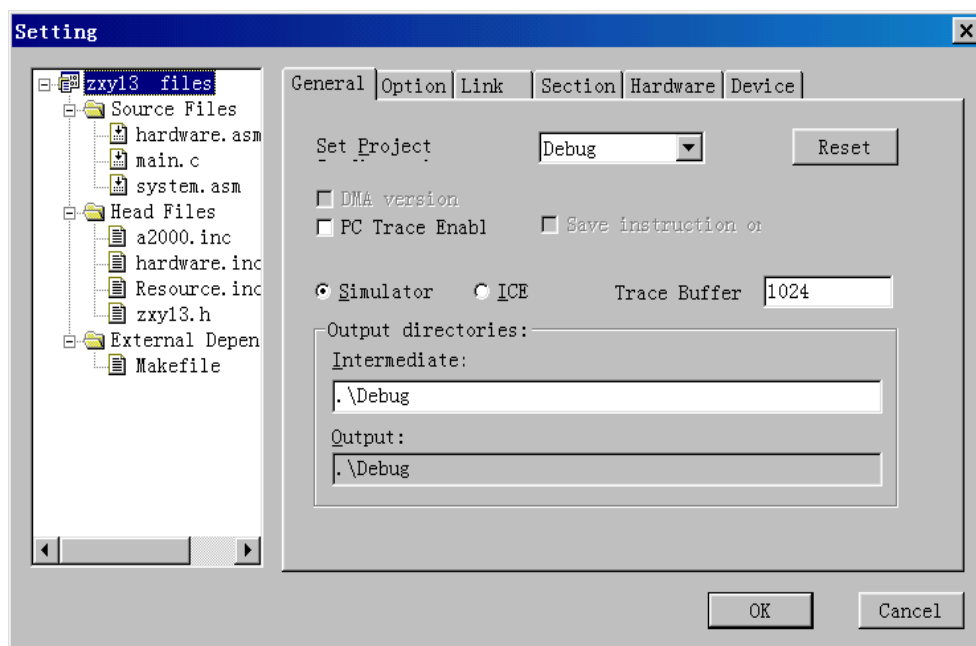 Setting
zxy13 files
Source Files
hardware.asm
main.c
system.asm
Head Files
a2000.inc
hardware.inc
Resource.inc
zxy13.h
External Depen
Makefile
General Option Link Section Hardware Device
Set Project Debug Reset
DMA version
PC Trace Enabl Save instruction or
Simulator ICE Trace Buffer 1024
Output directories:
Intermediate:
.\Debug
Output:
.\Debug
OK Cancel